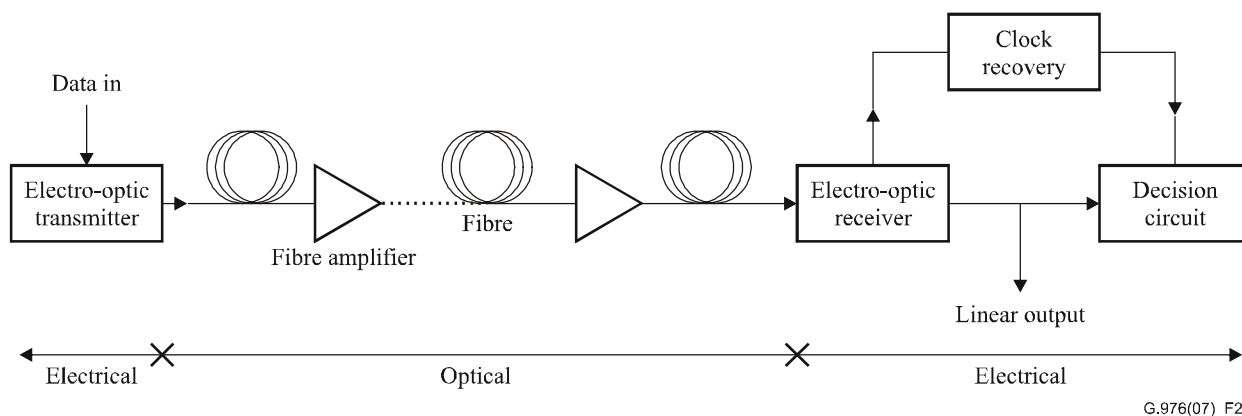 Clock
recovery
Data in
Electro-optic
transmitter
Fibre amplifier
Fibre
Electro-optic
receiver
Decision
circuit
Linear output
Electrical
Optical
Electrical
G.976(07)_F2